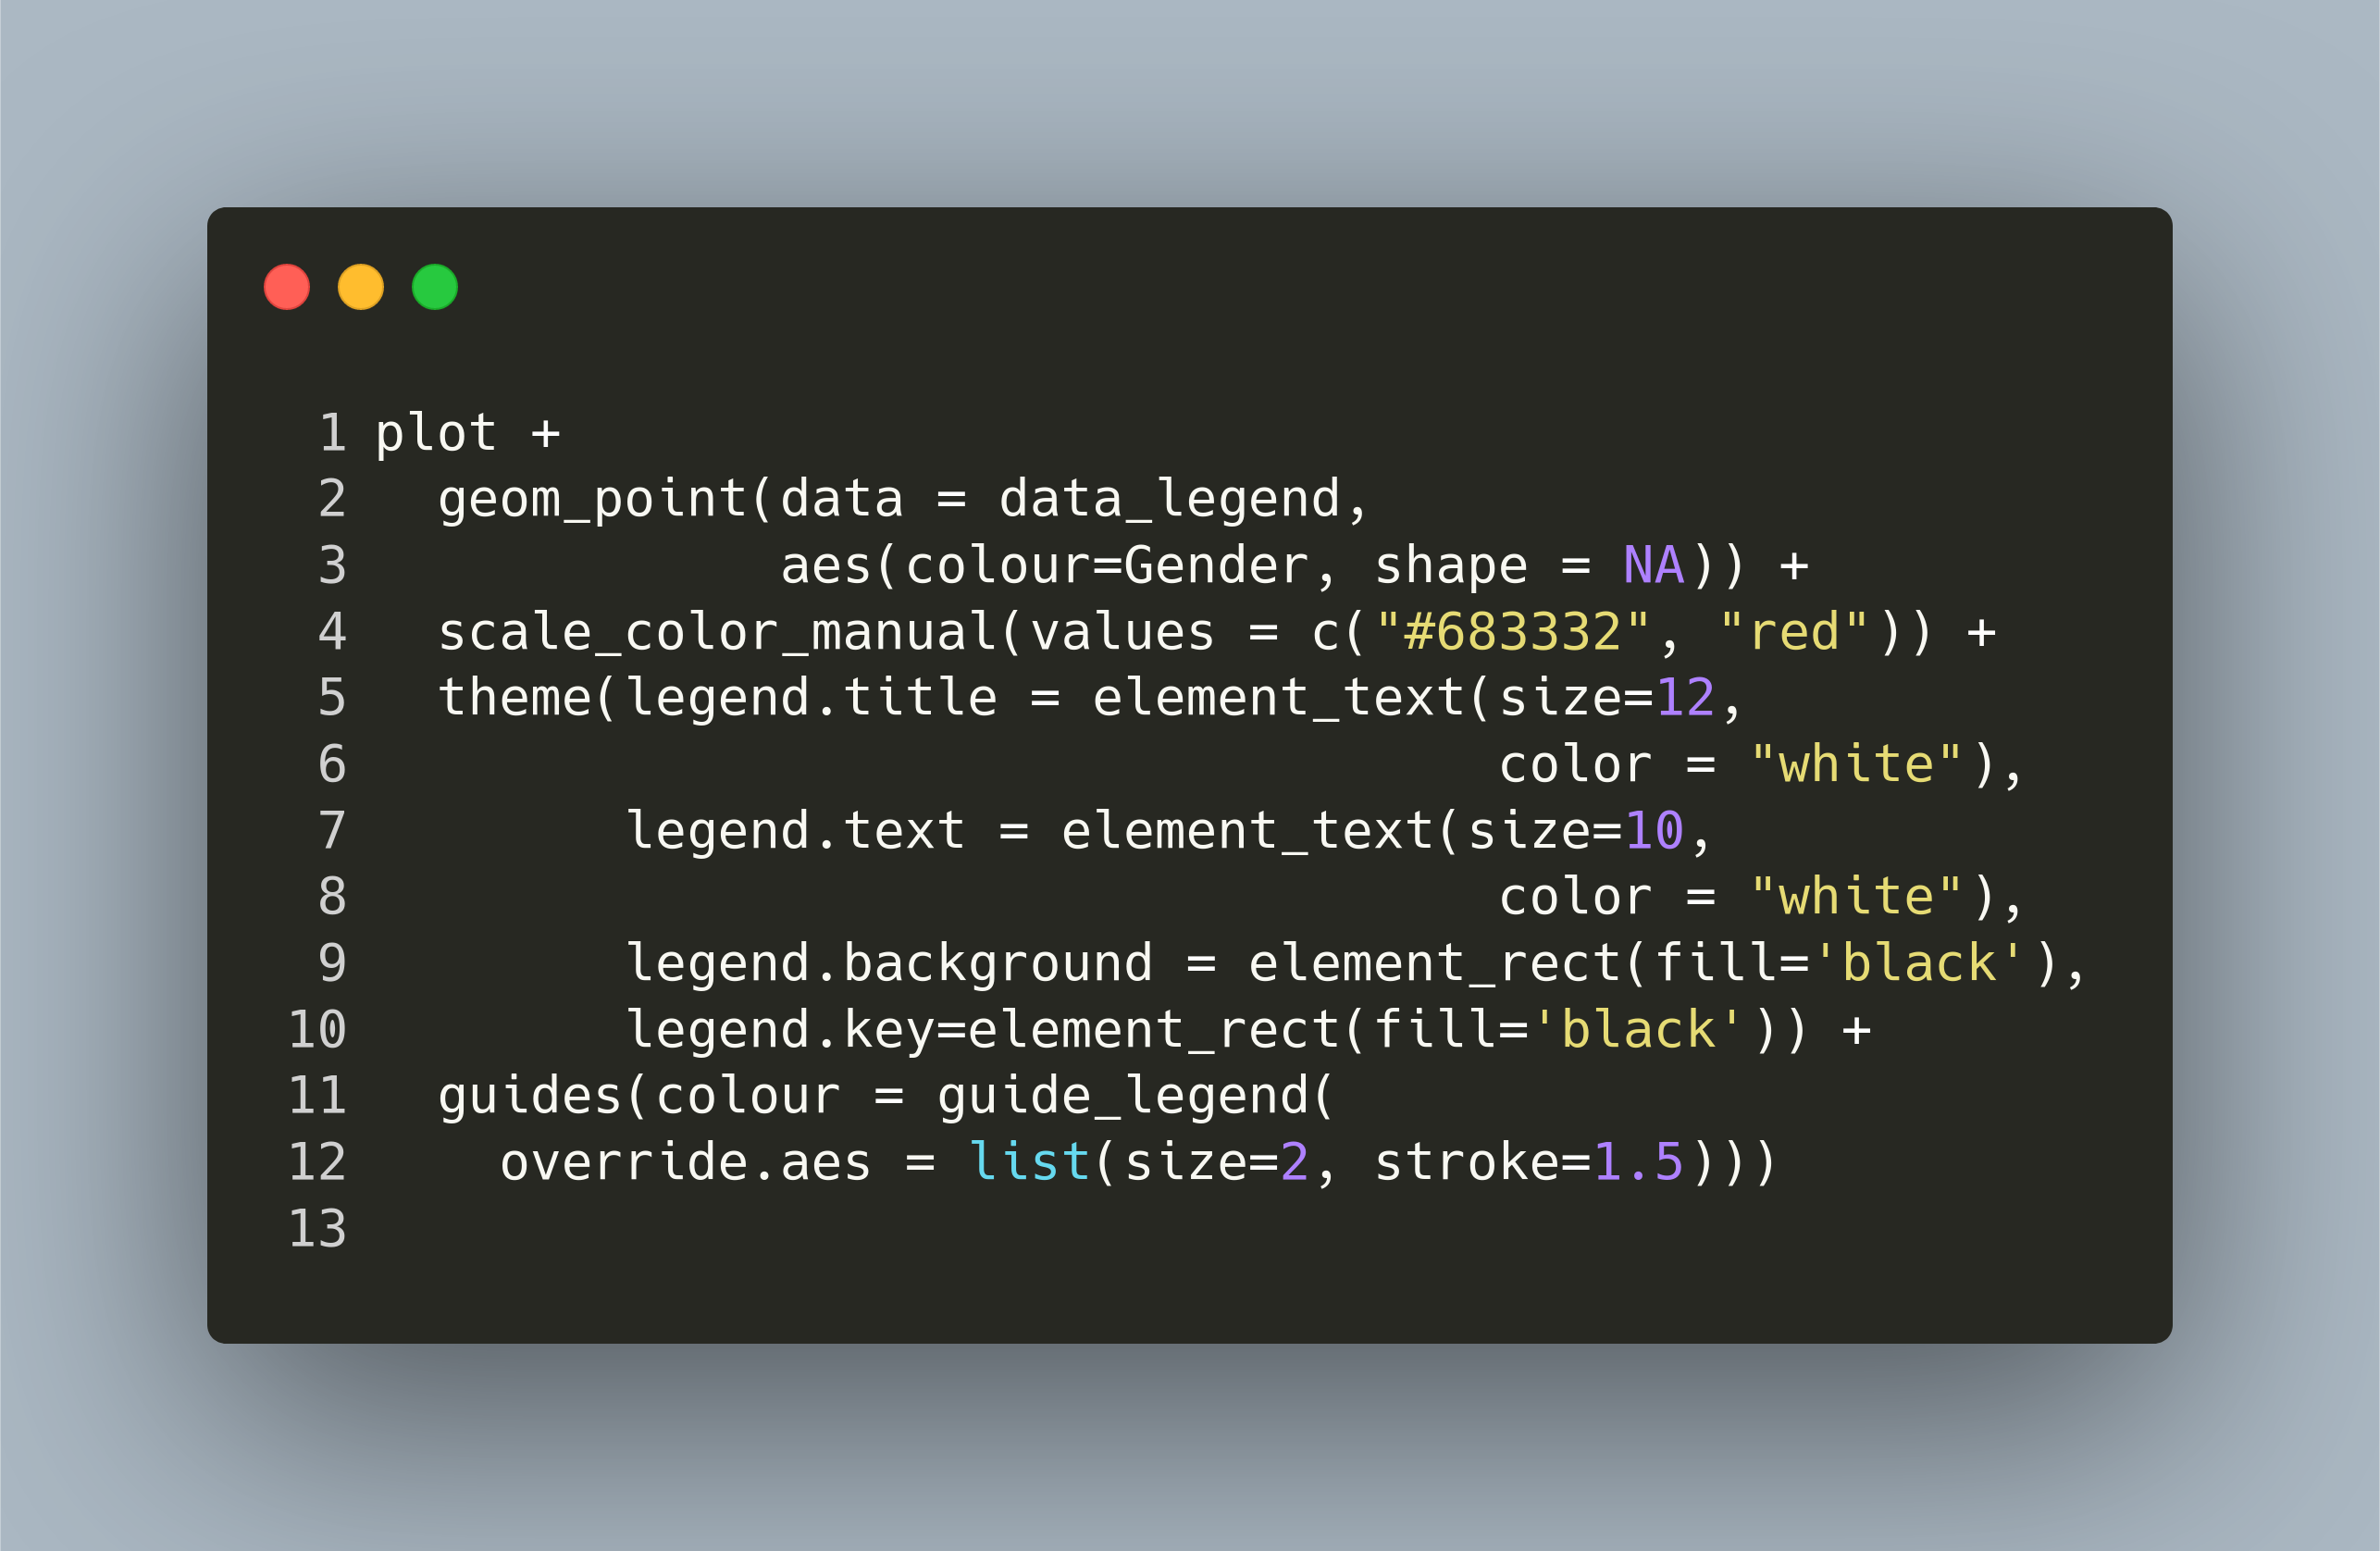 1 plot +
2   geom_point(data = data_legend,
3              aes(colour=Gender, shape = NA)) +
4   scale_color_manual(values = c("#683332", "red")) +
5   theme(legend.title = element_text(size=12,
6                                     color = "white"),
7         legend.text = element_text(size=10,
8                                     color = "white"),
9         legend.background = element_rect(fill='black'),
10         legend.key=element_rect(fill='black')) +
11   guides(colour = guide_legend(
12     override.aes = list(size=2, stroke=1.5)))
13